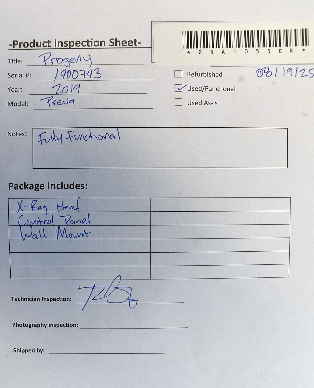 -Product Inspection Sheet-
Title: Progeny
Serial #: 1900743
Refurbished 08/19/25
Year: 2019
Used/Functional
Model: Preva
Used As Is
Notes:
Fully Functional
Package Includes:
X-Ray Head
Control Panel
Wall Mount
Technician Inspection:
Photography inspection:
Shipped by: